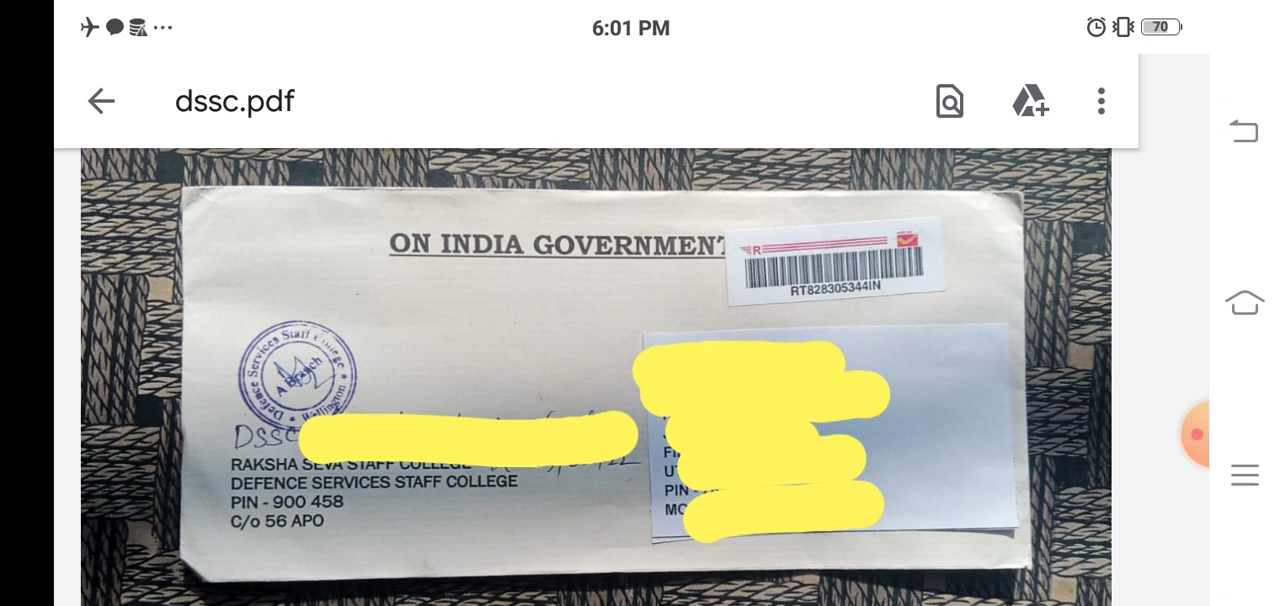 6:01 PM
70
dssc.pdf
ON INDIA GOVERNMENT
R
RT828305344IN
Defence Services Staff College
A Branch
★ Wellington ★
DSSC
RAKSHA SEVA STAFF COLLEGE
DEFENCE SERVICES STAFF COLLEGE
PIN - 900 458
C/o 56 APO
PIN -